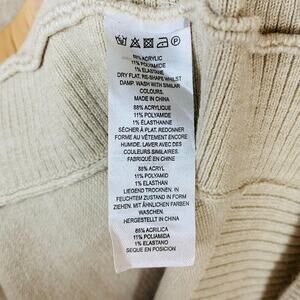 88% ACRYLIC
11% POLYAMIDE
1% ELASTANE
DRY FLAT. RE-SHAPE WHILST
DAMP. WASH WITH SIMILAR
COLOURS.
MADE IN CHINA
88% ACRYLIQUE
11% POLYAMIDE
1% ÉLASTHANNE
SÉCHER À PLAT. REDONNER
FORME AU VÊTEMENT ENCORE
HUMIDE. LAVER AVEC DES
COULEURS SIMILAIRES.
FABRIQUÉ EN CHINE
88% ACRYL
11% POLYAMID
1% ELASTHAN
LIEGEND TROCKNEN. IN
FEUCHTEM ZUSTAND IN FORM
ZIEHEN. MIT ÄHNLICHEN FARBEN
WASCHEN.
HERGESTELLT IN CHINA
88% ACRÍLICA
11% POLIAMIDA
1% ELASTANO
SEQUE EN POSICIÓN